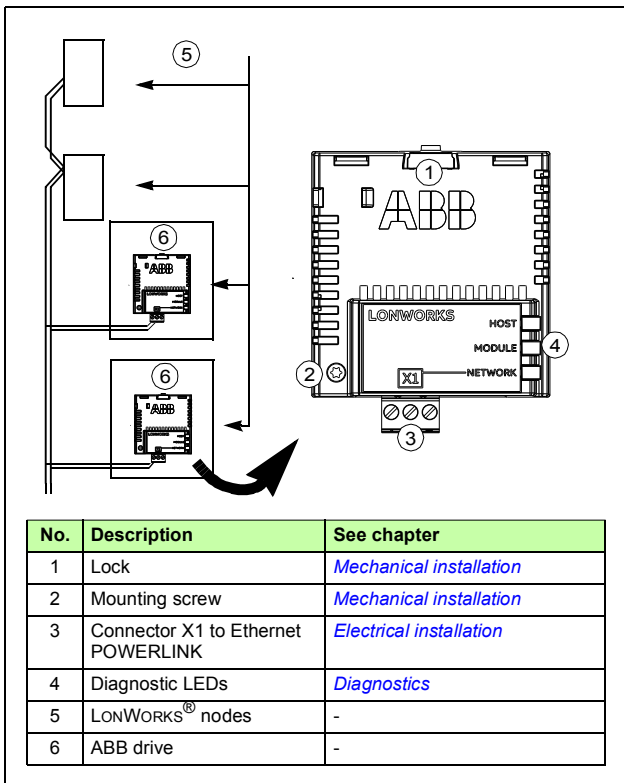 5
6
ABB
LONWORKS
6
ABB
LONWORKS
1
ABB
LONWORKS
HOST
MODULE
4
2
X1
NETWORK
3
No. Description See chapter
1 Lock Mechanical installation
2 Mounting screw Mechanical installation
3 Connector X1 to Ethernet POWERLINK Electrical installation
4 Diagnostic LEDs Diagnostics
5 LONWORKS® nodes -
6 ABB drive -